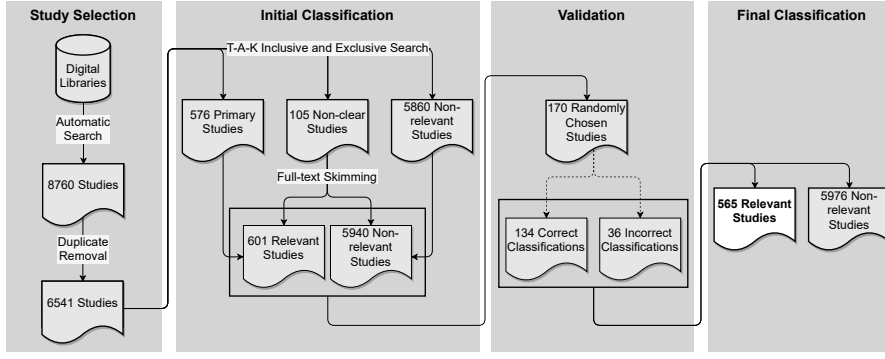 Study Selection
Digital
Libraries
Automatic
Search
8760 Studies
Duplicate
Removal
6541 Studies
Initial Classification
T-A-K Inclusive and Exclusive Search
576 Primary
Studies
105 Non-clear
Studies
5860 Non-
relevant Studies
Full-text Skimming
601 Relevant
Studies
5940 Non-
relevant Studies
Validation
170 Randomly
Chosen
Studies
134 Correct
Classifications
36 Incorrect
Classifications
Final Classification
565 Relevant
Studies
5976 Non-
relevant
Studies